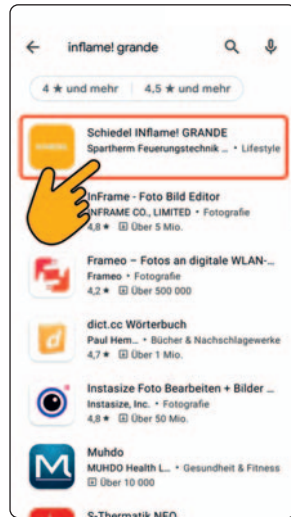 inflame! grande
4 ★ und mehr
4,5 ★ und mehr
Schiedel INflame! GRANDE
Spartherm Feuerungstechnik ... • Lifestyle
InFrame - Foto Bild Editor
INFRAME CO., LIMITED • Fotografie
4,8 ★ Über 5 Mio.
Frameo – Fotos an digitale WLAN-...
Frameo • Fotografie
4,2 ★ Über 500 000
dict.cc Wörterbuch
Paul Hem... • Bücher & Nachschlagewerke
4,7 ★ Über 1 Mio.
Instasize Foto Bearbeiten + Bilder ...
Instasize, Inc. • Fotografie
4,8 ★ Über 50 Mio.
Muhdo
MUHDO Health L... • Gesundheit & Fitness
Über 10 000
S-Thermatik NEO